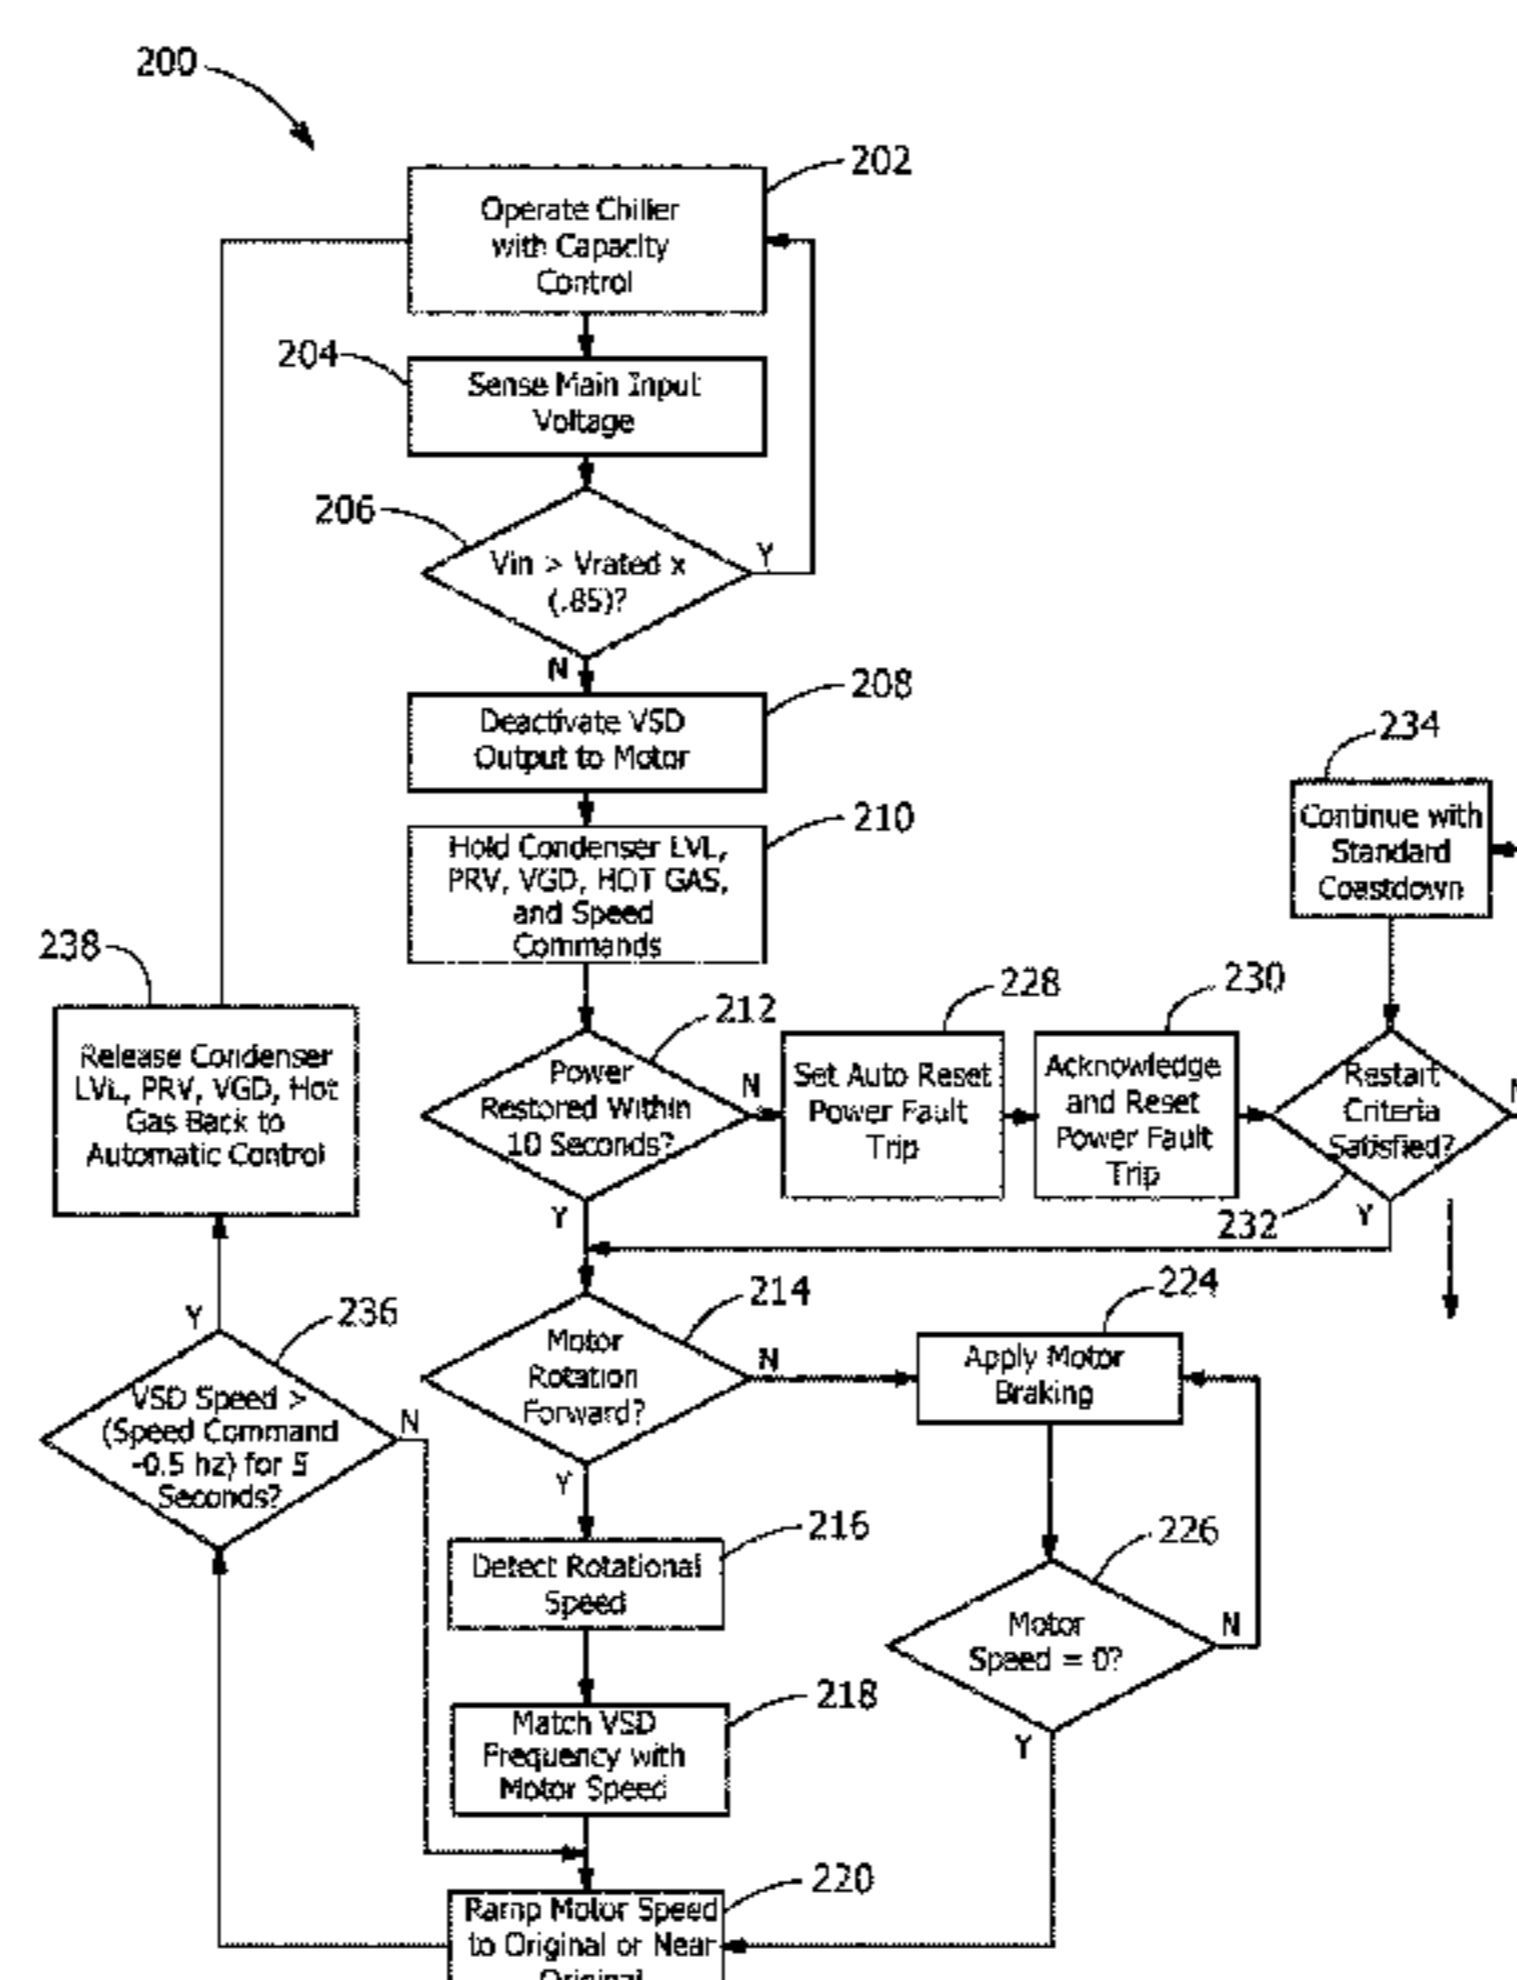 200
202
Operate Chiller
with Capacity
Control
204
Sense Main Input
Voltage
206
Vin > Vrated x
(.85)?
Y
N
208
Deactivate VSD
Output to Motor
210
Hold Condenser LVL,
PRV, VGD, HOT GAS,
and Speed
Commands
234
Continue with
Standard
Coastdown
238
Release Condenser
LVL, PRV, VGD, Hot
Gas Back to
Automatic Control
212
Power
Restored Within
10 Seconds?
N
Y
228
Set Auto Reset
Power Fault
Trip
230
Acknowledge
and Reset
Power Fault
Trip
Restart
Criteria
Satisfied?
N
232
Y
214
Motor
Rotation
Forward?
N
Y
224
Apply Motor
Braking
Y
236
VSD Speed >
(Speed Command
-0.5 hz) for 5
Seconds?
N
216
Detect Rotational
Speed
226
Motor
Speed = 0?
N
Y
218
Match VSD
Frequency with
Motor Speed
220
Ramp Motor Speed
to Original or Near
Original